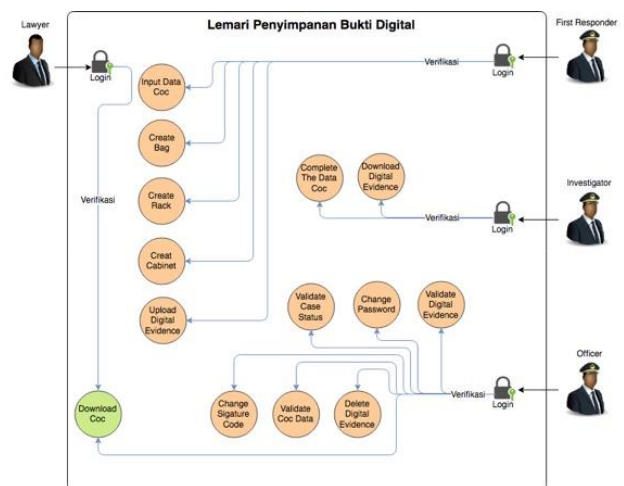 Lemari Penyimpanan Bukti Digital
Lawyer
First Responder
Login
Verifikasi
Login
Input Data
Coc
Create
Bag
Create
Rack
Creat
Cabinet
Upload
Digital
Evidence
Complete
The Data
Coc
Download
Digital
Evidence
Verifikasi
Login
Investigator
Verifikasi
Validate
Case
Status
Change
Password
Validate
Digital
Evidence
Officer
Download
Coc
Change
Sigature
Code
Validate
Coc Data
Delete
Digital
Evidence
Verifikasi
Login